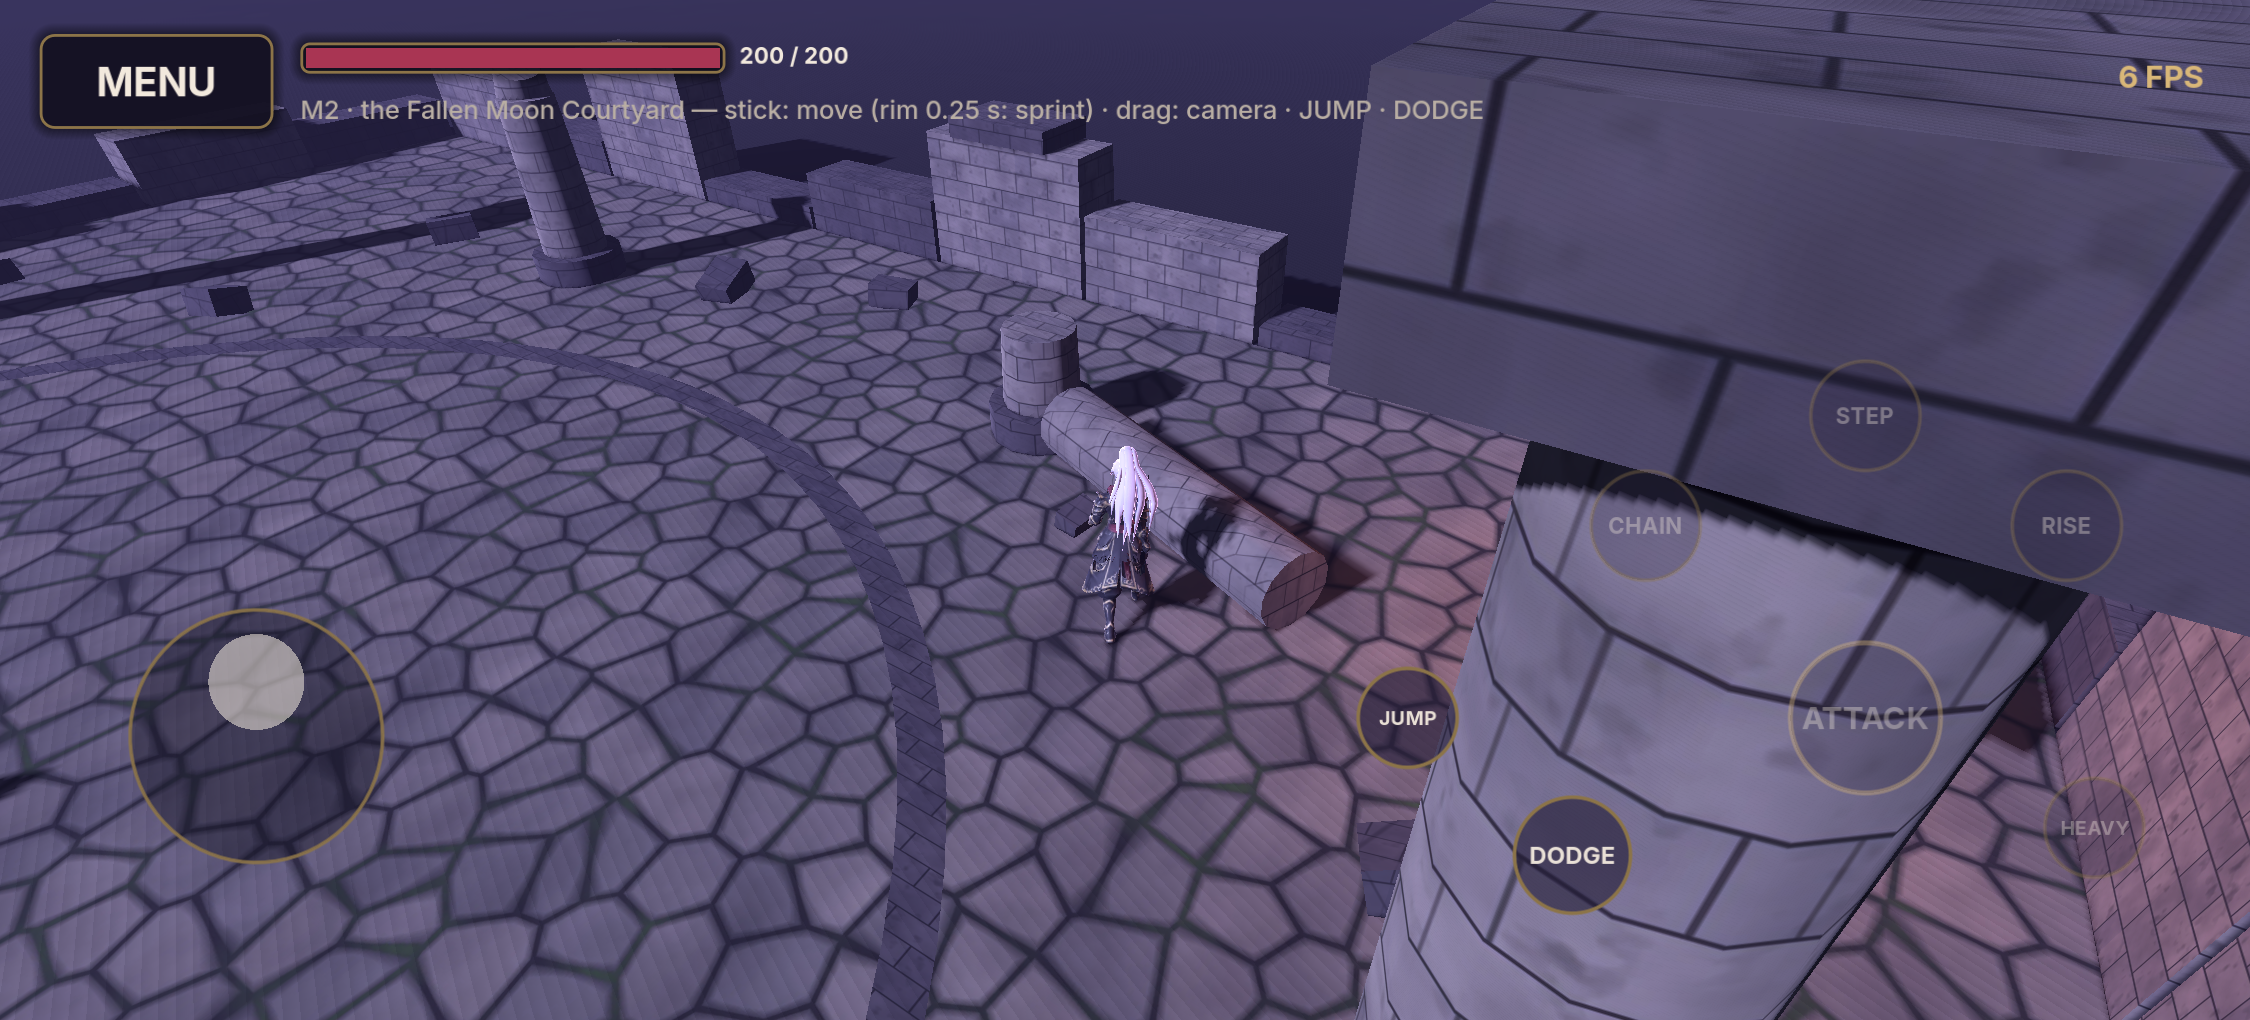 MENU
200 / 200
6 FPS
M2 · the Fallen Moon Courtyard — stick: move (rim 0.25 s: sprint) · drag: camera · JUMP · DODGE
STEP
CHAIN
RISE
JUMP
ATTACK
HEAVY
DODGE